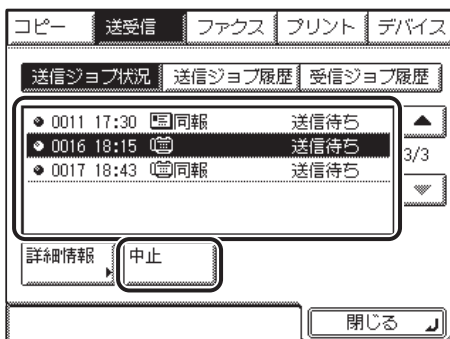 コピー 送受信 ファクス プリント デバイス
送信ジョブ状況 送信ジョブ履歴 受信ジョブ履歴
0011 17:30 同報 送信待ち
0016 18:15 送信待ち
3/3
0017 18:43 同報 送信待ち
詳細情報 中止
閉じる